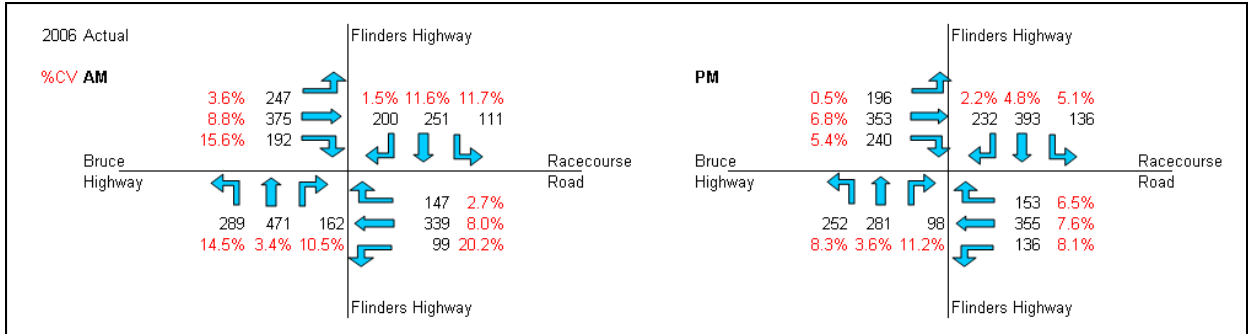 2006 Actual Flinders Highway Flinders Highway
%CV AM PM
3.6% 247 1.5% 11.6% 11.7% 0.5% 196 2.2% 4.8% 5.1%
8.8% 375 200 251 111 6.8% 353 232 393 136
15.6% 192 5.4% 240
Bruce Racecourse Bruce Racecourse
Highway Road Highway Road
147 2.7% 153 6.5%
289 471 162 339 8.0% 252 281 98 355 7.6%
14.5% 3.4% 10.5% 99 20.2% 8.3% 3.6% 11.2% 136 8.1%
Flinders Highway Flinders Highway